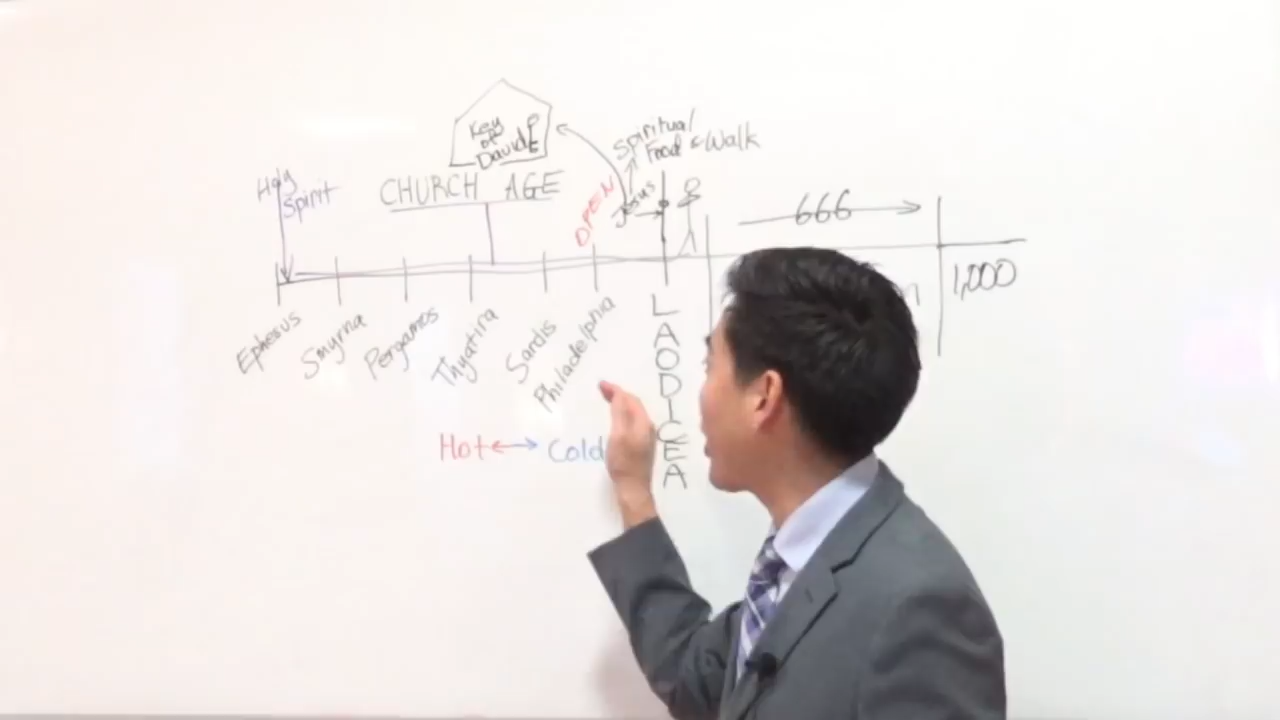 Key
of
David
Spiritual
Food & Walk
Holy
Spirit
CHURCH AGE
OPEN
Jesus
666
1,000
Ephesus
Smyrna
Pergamos
Thyatira
Sardis
Philadelphia
LAODICEA
Hot
Cold